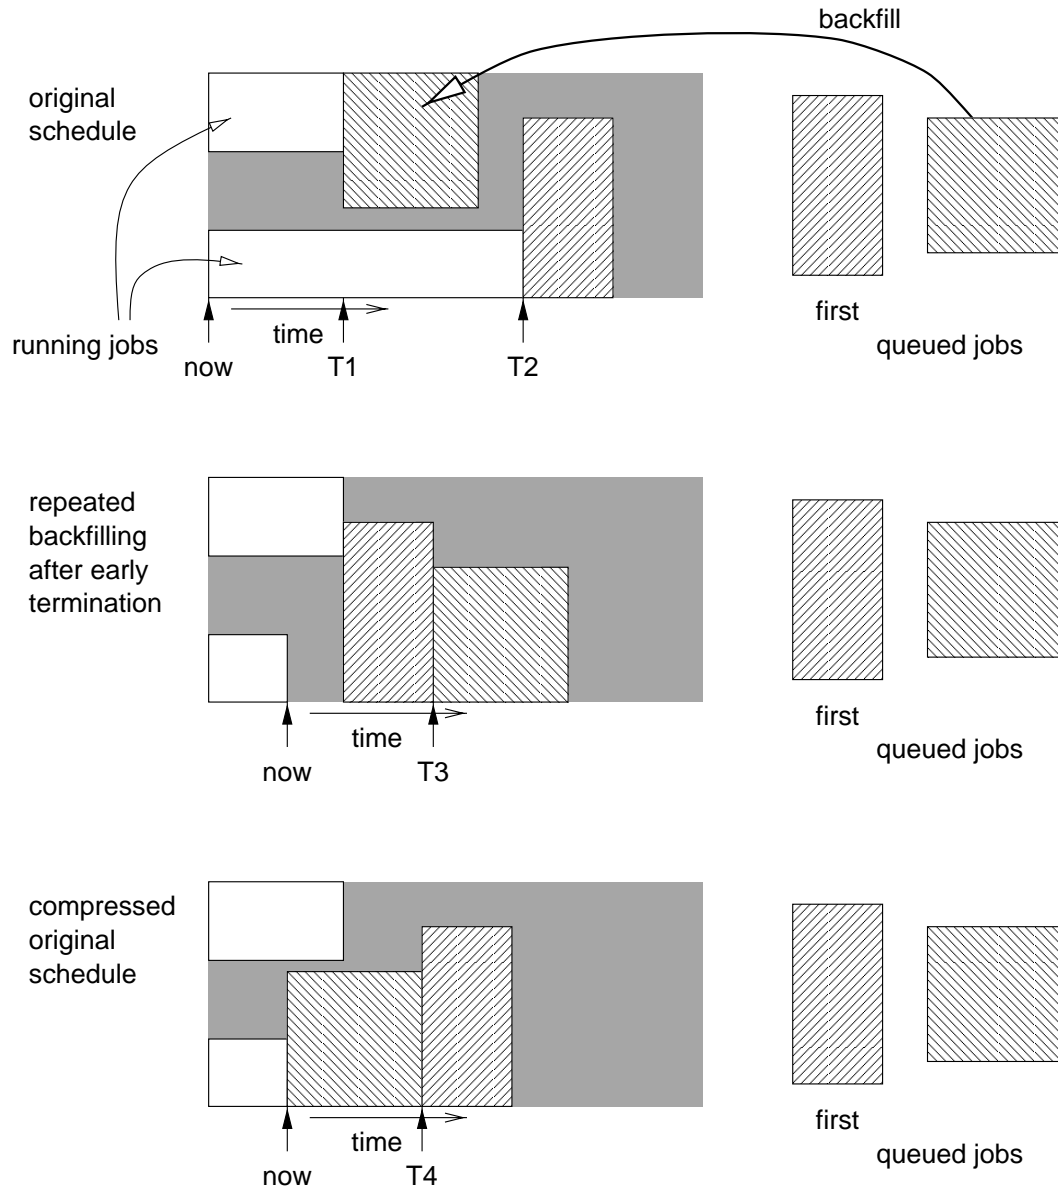 backfill
original
schedule
first
time
running jobs
queued jobs
now
T1
T2
repeated
backfilling
after early
termination
first
time
queued jobs
now
T3
compressed
original
schedule
first
time
queued jobs
now
T4